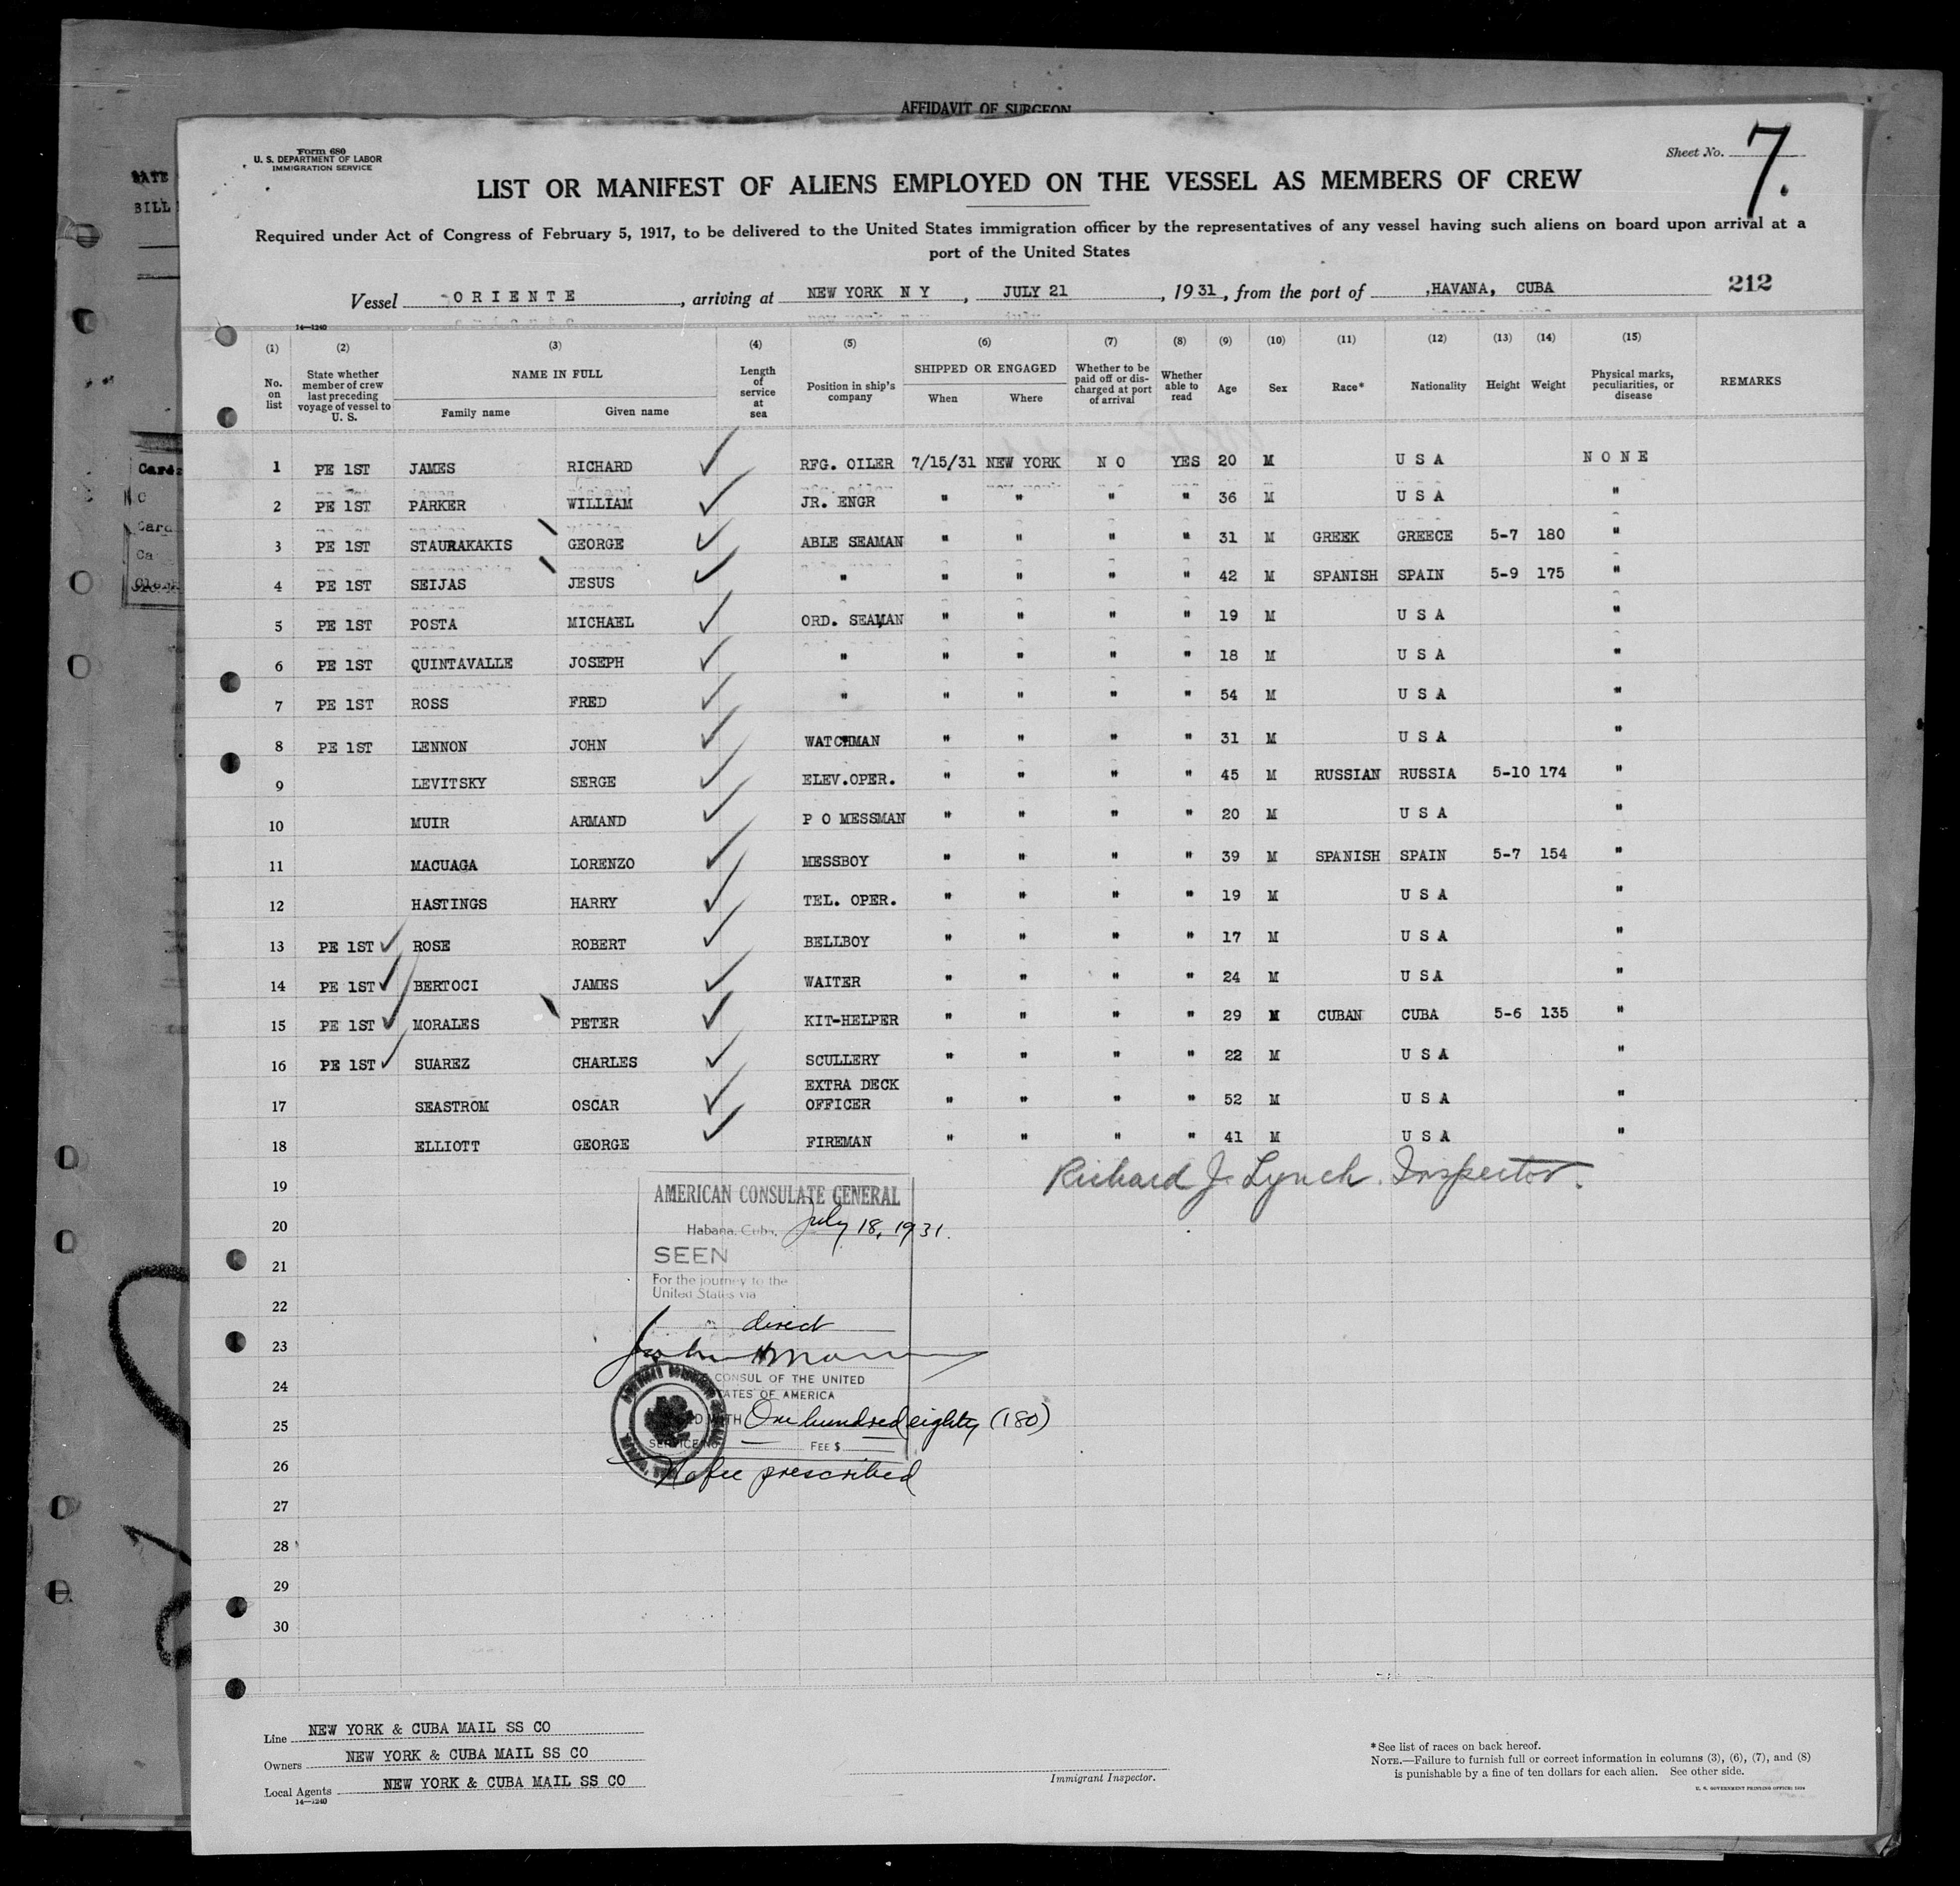 AFFIDAVIT OF SURGEON
Form 680
U. S. DEPARTMENT OF LABOR
IMMIGRATION SERVICE
Sheet No. 7.
LIST OR MANIFEST OF ALIENS EMPLOYED ON THE VESSEL AS MEMBERS OF CREW
Required under Act of Congress of February 5, 1917, to be delivered to the United States immigration officer by the representatives of any vessel having such aliens on board upon arrival at a
port of the United States
Vessel ORIENTE, arriving at NEW YORK N Y, JULY 21, 1931, from the port of HAVANA, CUBA 212
14—1240
(1) (2) (3) (4) (5) (6) (7) (8) (9) (10) (11) (12) (13) (14) (15)
No. on list State whether member of crew last preceding voyage of vessel to U. S. NAME IN FULL Family name Given name Length of service at sea Position in ship's company SHIPPED OR ENGAGED When Where Whether to be paid off or discharged at port of arrival Whether able to read Age Sex Race* Nationality Height Weight Physical marks, peculiarities, or disease REMARKS
1 PE 1ST JAMES RICHARD ✓ RFG. OILER 7/15/31 NEW YORK N O YES 20 M U S A N O N E
2 PE 1ST PARKER WILLIAM ✓ JR. ENGR " " " " 36 M U S A "
3 PE 1ST STAURAKAKIS GEORGE ✓ ABLE SEAMAN " " " " 31 M GREEK GREECE 5-7 180 "
4 PE 1ST SEIJAS JESUS ✓ " " " " " 42 M SPANISH SPAIN 5-9 175 "
5 PE 1ST POSTA MICHAEL ✓ ORD. SEAMAN " " " " 19 M U S A "
6 PE 1ST QUINTAVALLE JOSEPH ✓ " " " " " 18 M U S A "
7 PE 1ST ROSS FRED ✓ " " " " " 54 M U S A "
8 PE 1ST LENNON JOHN ✓ WATCHMAN " " " " 31 M U S A "
9 LEVITSKY SERGE ✓ ELEV.OPER. " " " " 45 M RUSSIAN RUSSIA 5-10 174 "
10 MUIR ARMAND ✓ P O MESSMAN " " " " 20 M U S A "
11 MACUAGA LORENZO ✓ MESSBOY " " " " 39 M SPANISH SPAIN 5-7 154 "
12 HASTINGS HARRY ✓ TEL. OPER. " " " " 19 M U S A "
13 PE 1ST ✓ ROSE ROBERT ✓ BELLBOY " " " " 17 M U S A "
14 PE 1ST ✓ BERTOCI JAMES ✓ WAITER " " " " 24 M U S A "
15 PE 1ST ✓ MORALES PETER ✓ KIT-HELPER " " " " 29 M CUBAN CUBA 5-6 135 "
16 PE 1ST ✓ SUAREZ CHARLES ✓ SCULLERY " " " " 22 M U S A "
17 SEASTROM OSCAR ✓ EXTRA DECK OFFICER " " " " 52 M U S A "
18 ELLIOTT GEORGE ✓ FIREMAN " " " " 41 M U S A "
19
Richard J. Lynch. Inspector.
AMERICAN CONSULATE GENERAL
20
Habana, Cuba, July 18, 1931.
SEEN
21
For the journey to the
United States via
22
direct
23
24
CONSUL OF THE UNITED
STATES OF AMERICA
25
WITH One hundred eighty (180)
SERVICE NO. FEE $
26
No fee prescribed
27
28
29
30
Line NEW YORK & CUBA MAIL SS CO
Owners NEW YORK & CUBA MAIL SS CO
Local Agents NEW YORK & CUBA MAIL SS CO
14—1240
Immigrant Inspector.
*See list of races on back hereof.
NOTE.—Failure to furnish full or correct information in columns (3), (6), (7), and (8)
is punishable by a fine of ten dollars for each alien. See other side.
U. S. GOVERNMENT PRINTING OFFICE